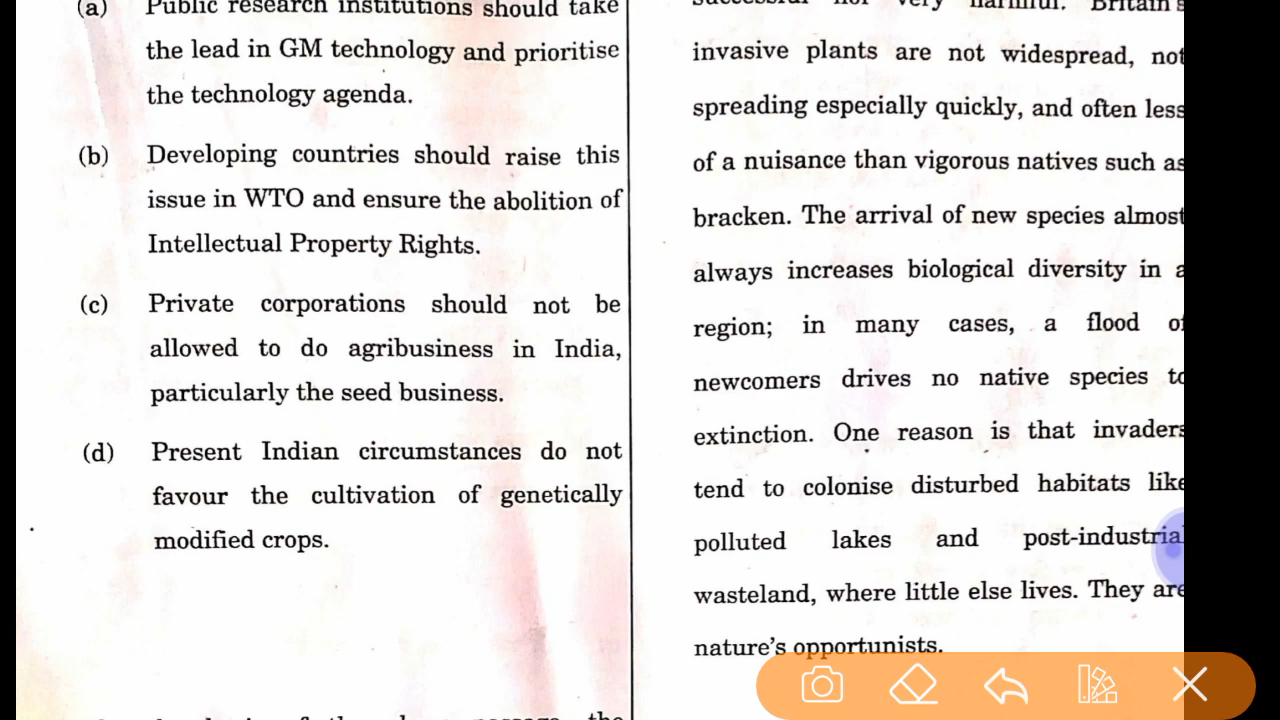 (a) Public research institutions should take
the lead in GM technology and prioritise
the technology agenda.
(b) Developing countries should raise this
issue in WTO and ensure the abolition of
Intellectual Property Rights.
(c) Private corporations should not be
allowed to do agribusiness in India,
particularly the seed business.
(d) Present Indian circumstances do not
favour the cultivation of genetically
modified crops.
the
successful nor very harmful. Britain's
invasive plants are not widespread, not
spreading especially quickly, and often less
of a nuisance than vigorous natives such as
bracken. The arrival of new species almost
always increases biological diversity in a
region; in many cases, a flood of
newcomers drives no native species to
extinction. One reason is that invaders
tend to colonise disturbed habitats like
polluted lakes and post-industrial
wasteland, where little else lives. They are
nature's opportunists.